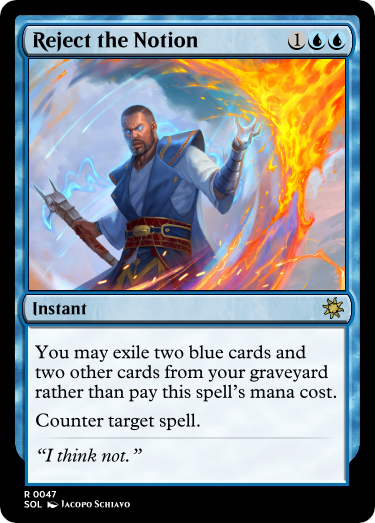 Reject the Notion 1
Instant
You may exile two blue cards and
two other cards from your graveyard
rather than pay this spell's mana cost.
Counter target spell.
"I think not."
R 0047
SOL Jacopo Schiavo